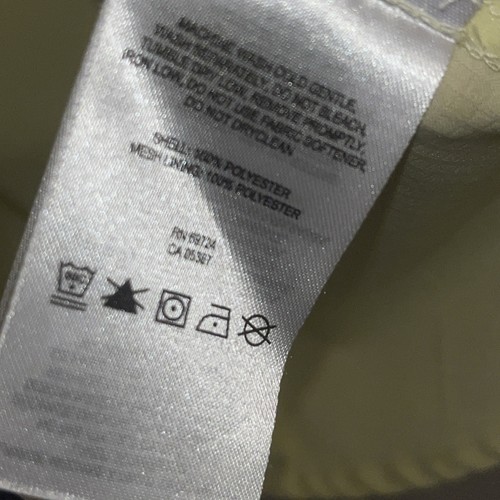 MACHINE WASH COLD GENTLE,
WASH SEPARATELY. DO NOT BLEACH,
TUMBLE DRY LOW, REMOVE PROMPTLY.
IRON LOW, DO NOT USE FABRIC SOFTENER,
DO NOT DRYCLEAN.
SHELL: 100% POLYESTER
MESH LINING: 100% POLYESTER
RN 69724
CA 05387